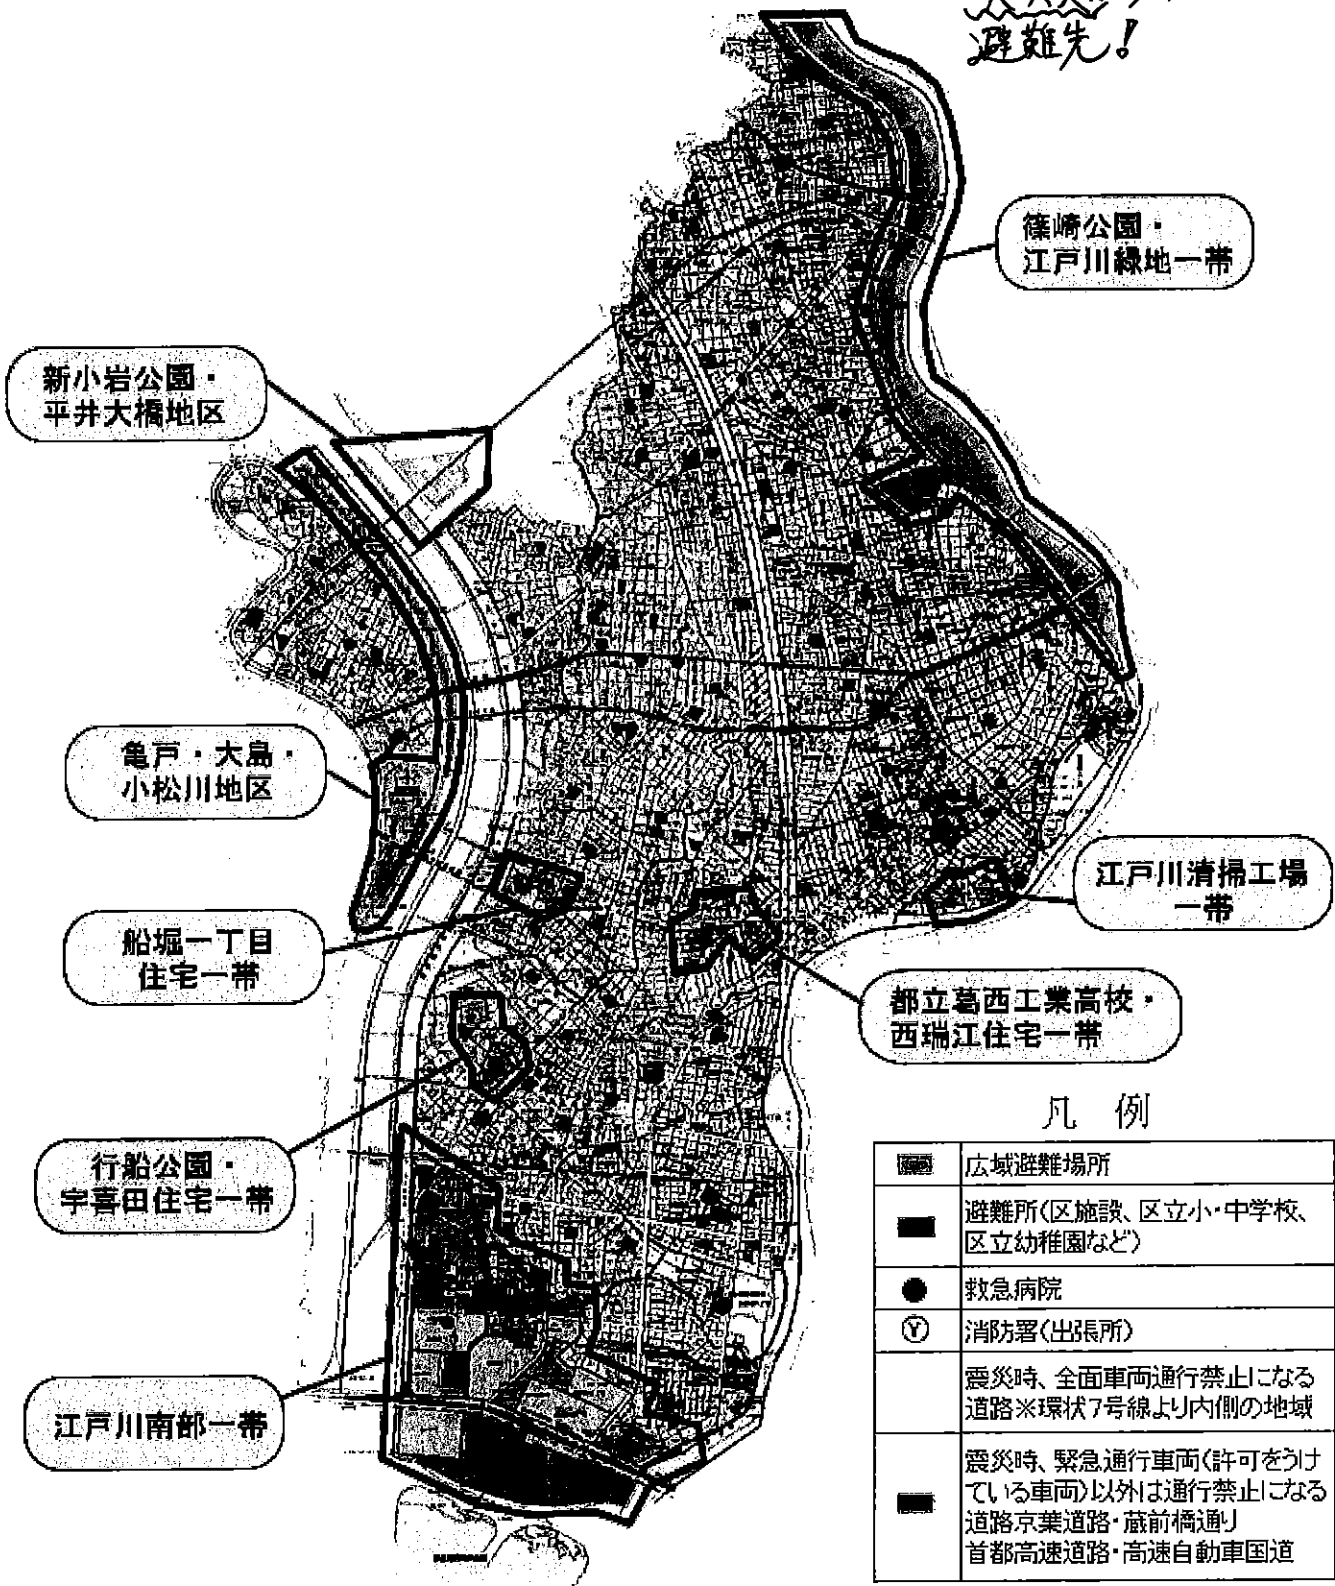 避難先!
篠崎公園・
江戸川緑地一帯
新小岩公園・
平井大橋地区
亀戸・大島・
小松川地区
江戸川清掃工場
一帯
船堀一丁目
住宅一帯
都立葛西工業高校・
西瑞江住宅一帯
行船公園・
宇喜田住宅一帯
江戸川南部一帯
凡 例
広域避難場所
避難所(区施設、区立小・中学校、
区立幼稚園など)
救急病院
Y
消防署(出張所)
震災時、全面車両通行禁止になる
道路※環状7号線より内側の地域
震災時、緊急通行車両(許可をうけ
ている車両)以外は通行禁止になる
道路京葉道路・蔵前橋通り
首都高速道路・高速自動車国道